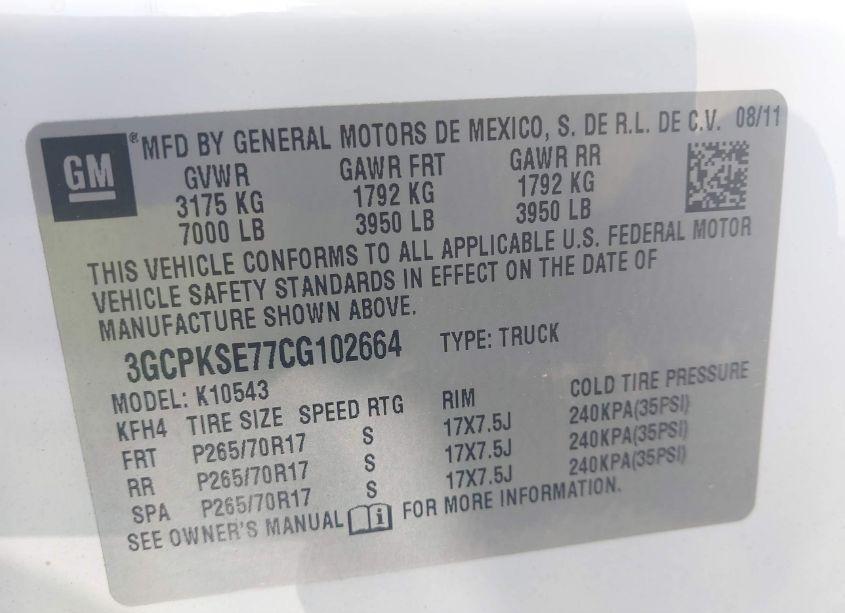 GM ® MFD BY GENERAL MOTORS DE MEXICO, S. DE R.L. DE C.V. 08/11
GVWR GAWR FRT GAWR RR
3175 KG 1792 KG 1792 KG
7000 LB 3950 LB 3950 LB
THIS VEHICLE CONFORMS TO ALL APPLICABLE U.S. FEDERAL MOTOR
VEHICLE SAFETY STANDARDS IN EFFECT ON THE DATE OF
MANUFACTURE SHOWN ABOVE.
3GCPKSE77CG102664 TYPE: TRUCK
MODEL: K10543
KFH4 TIRE SIZE SPEED RTG RIM COLD TIRE PRESSURE
FRT P265/70R17 S 17X7.5J 240KPA(35PSI)
RR P265/70R17 S 17X7.5J 240KPA(35PSI)
SPA P265/70R17 S 17X7.5J 240KPA(35PSI)
SEE OWNER'S MANUAL i FOR MORE INFORMATION.